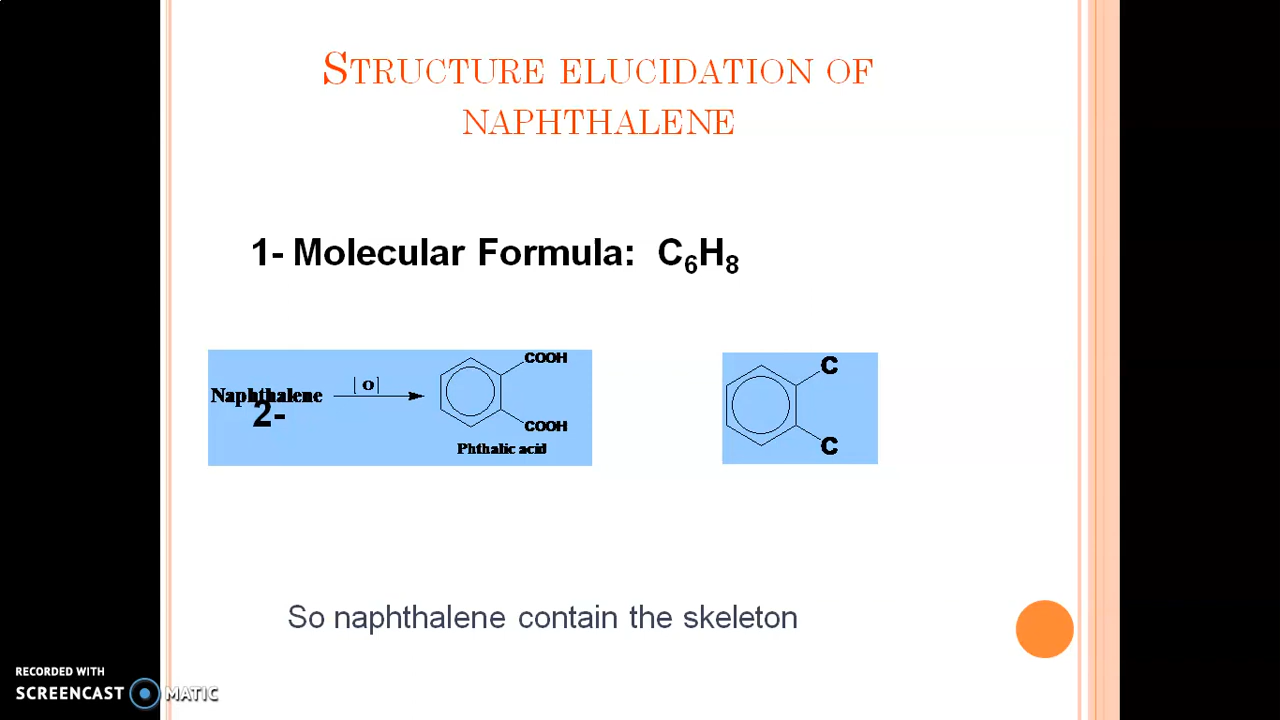 STRUCTURE ELUCIDATION OF
NAPHTHALENE
1- Molecular Formula: C₆H₈
Naphthalene [O] COOH
COOH
Phthalic acid
2-
C
C
So naphthalene contain the skeleton
RECORDED WITH
SCREENCAST MATIC